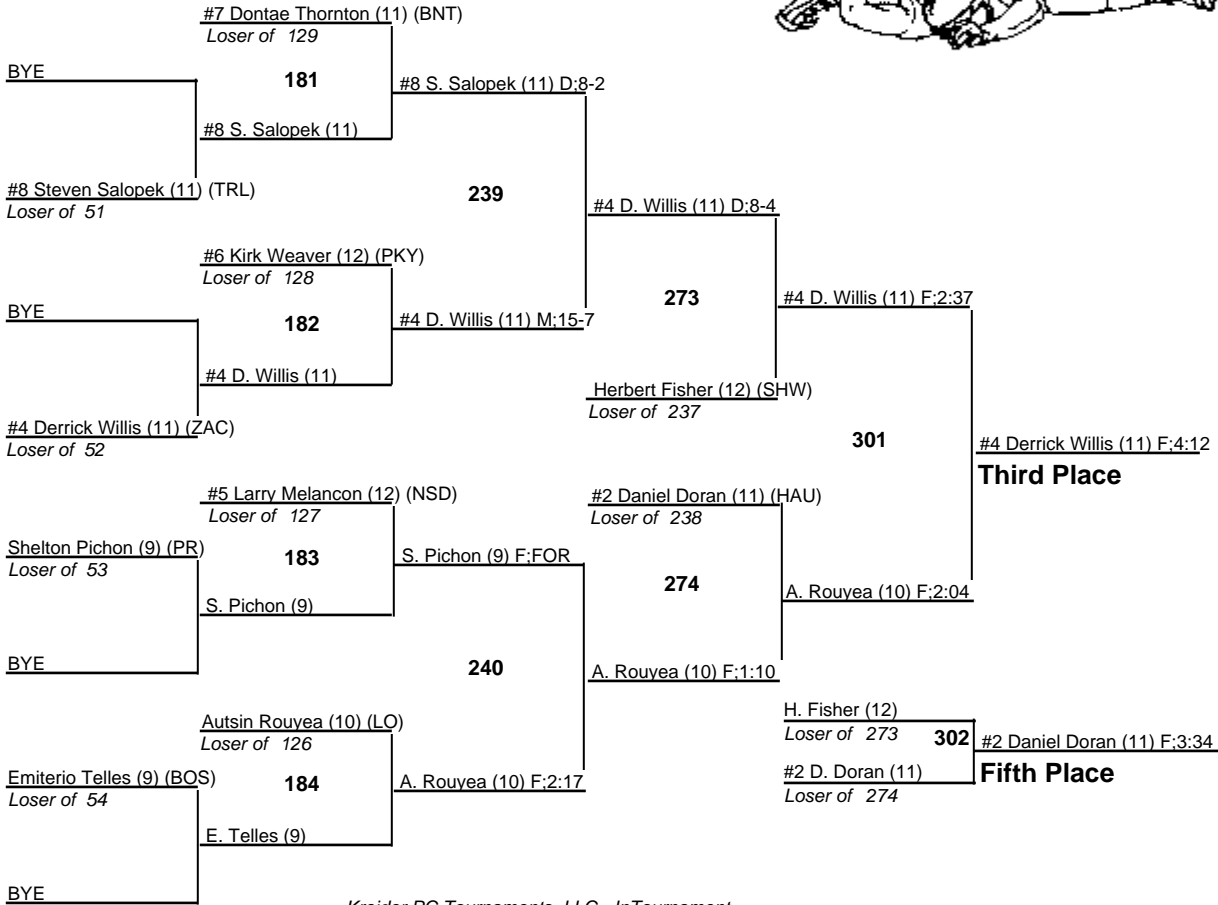 #7 Dontae Thornton (11) (BNT)
Loser of 129
BYE
181
#8 S. Salopek (11) D;8-2
#8 S. Salopek (11)
#8 Steven Salopek (11) (TRL)
Loser of 51
239
#4 D. Willis (11) D;8-4
#6 Kirk Weaver (12) (PKY)
Loser of 128
BYE
182
#4 D. Willis (11) M;15-7
273
#4 D. Willis (11) F;2:37
#4 D. Willis (11)
Herbert Fisher (12) (SHW)
Loser of 237
#4 Derrick Willis (11) (ZAC)
Loser of 52
301
#4 Derrick Willis (11) F;4:12
Third Place
#5 Larry Melancon (12) (NSD)
Loser of 127
#2 Daniel Doran (11) (HAU)
Loser of 238
Shelton Pichon (9) (PR)
Loser of 53
183
S. Pichon (9) F;FOR
274
A. Rouyea (10) F;2:04
S. Pichon (9)
BYE
240
A. Rouyea (10) F;1:10
Autsin Rouyea (10) (LO)
Loser of 126
H. Fisher (12)
Loser of 273
302
#2 Daniel Doran (11) F;3:34
Fifth Place
Emiterio Telles (9) (BOS)
Loser of 54
184
A. Rouyea (10) F;2:17
#2 D. Doran (11)
Loser of 274
E. Telles (9)
BYE